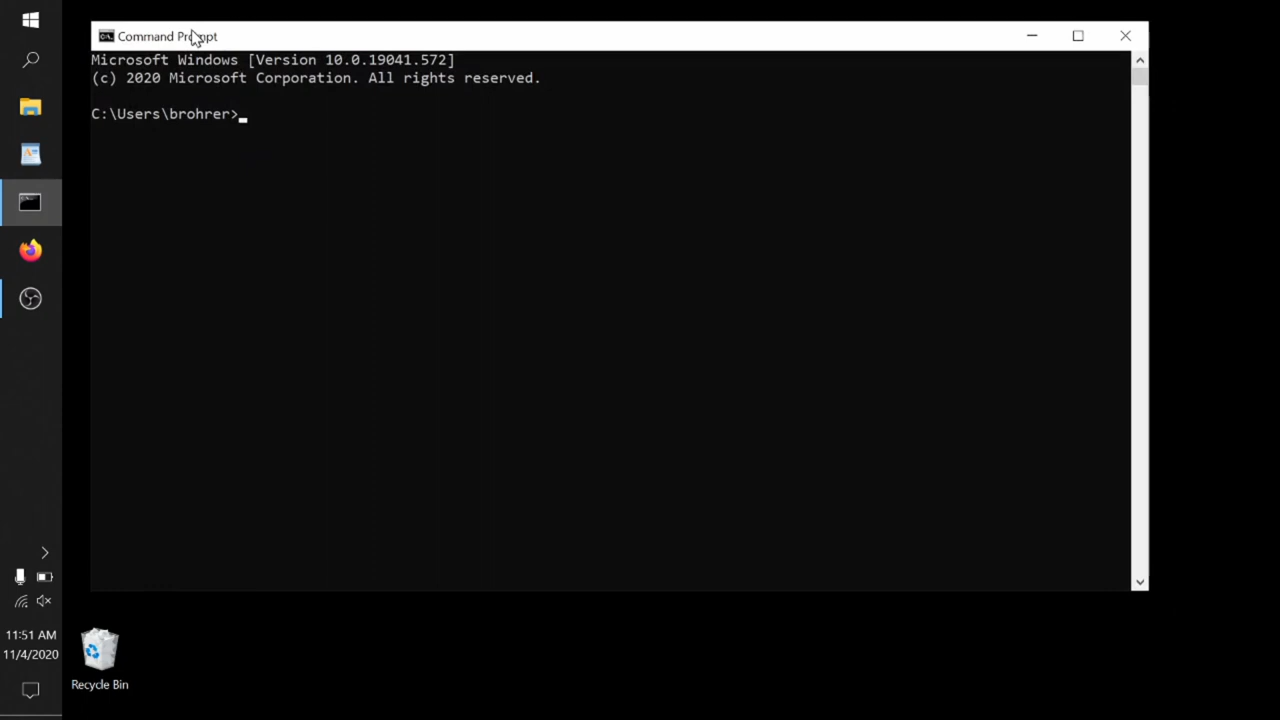 Command Prompt
Microsoft Windows [Version 10.0.19041.572]
(c) 2020 Microsoft Corporation. All rights reserved.
C:\Users\brohrer>
11:51 AM
11/4/2020
Recycle Bin